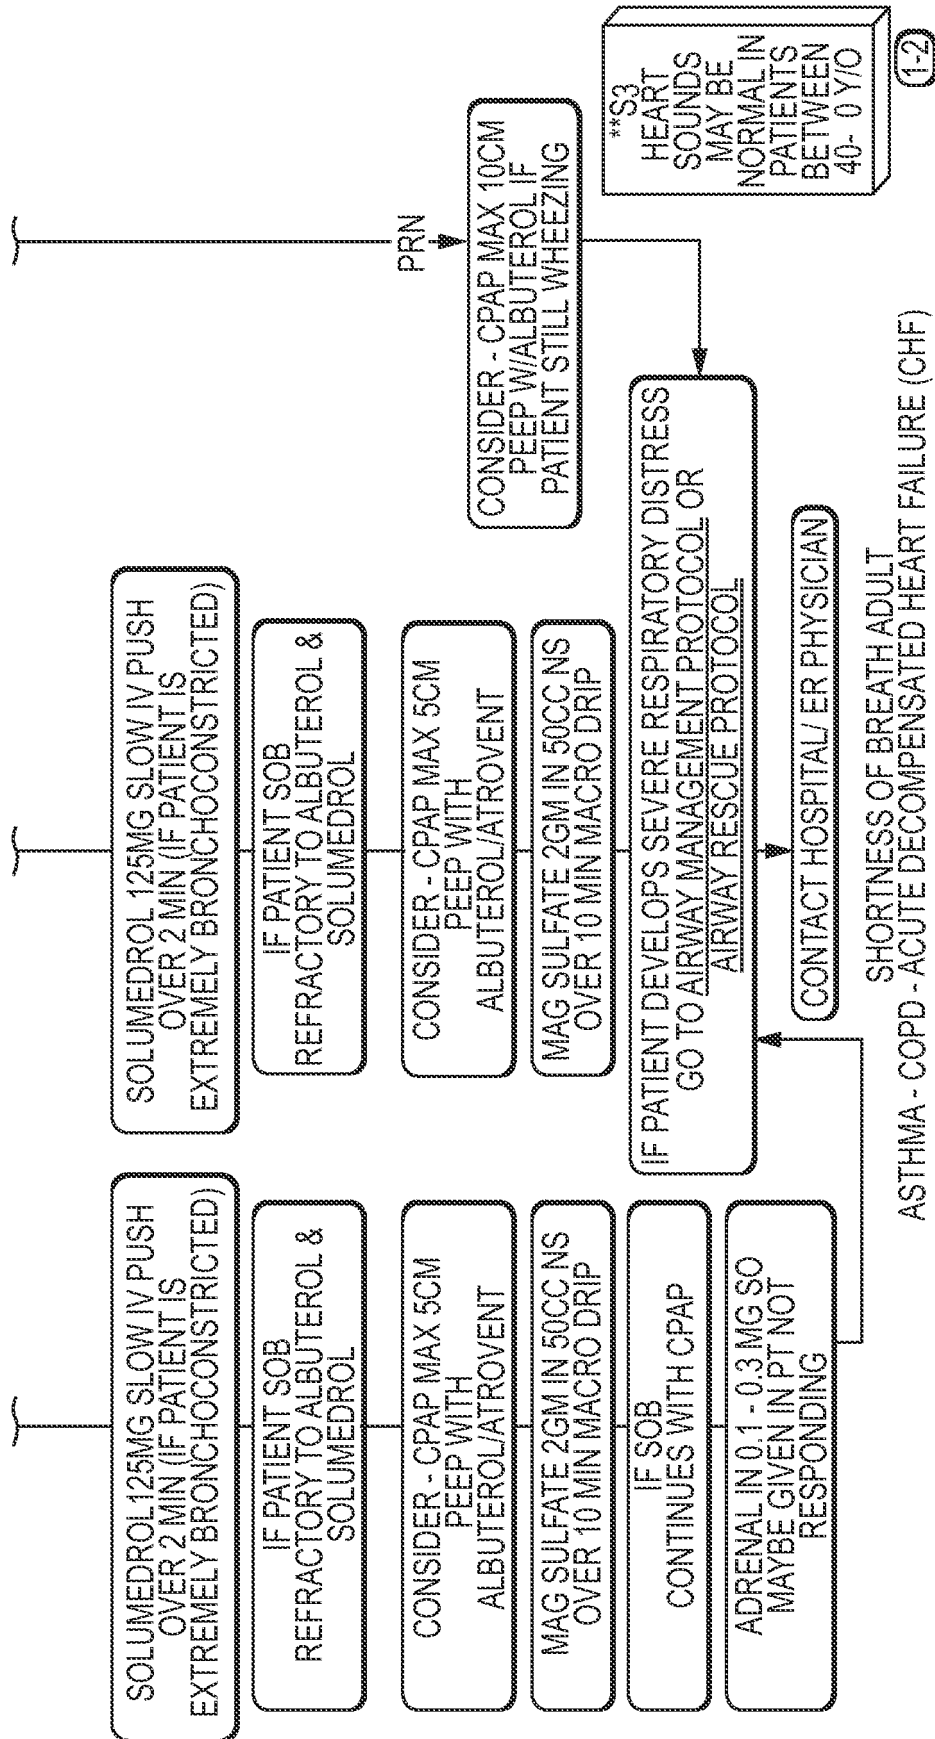 SOLUMEDROL 125MG SLOW IV PUSH
OVER 2 MIN (IF PATIENT IS
EXTREMELY BRONCHOCONSTRICTED)
IF PATIENT SOB
REFRACTORY TO ALBUTEROL &
SOLUMEDROL
CONSIDER - CPAP MAX 5CM
PEEP WITH
ALBUTEROL/ATROVENT
MAG SULFATE 2GM IN 50CC NS
OVER 10 MIN MACRO DRIP
IF SOB
CONTINUES WITH CPAP
ADRENALIN 0.1 - 0.3 MG SO
MAYBE GIVEN IN PT NOT
RESPONDING
SOLUMEDROL 125MG SLOW IV PUSH
OVER 2 MIN (IF PATIENT IS
EXTREMELY BRONCHOCONSTRICTED)
IF PATIENT SOB
REFRACTORY TO ALBUTEROL &
SOLUMEDROL
CONSIDER - CPAP MAX 5CM
PEEP WITH
ALBUTEROL/ATROVENT
MAG SULFATE 2GM IN 50CC NS
OVER 10 MIN MACRO DRIP
PRN
CONSIDER - CPAP MAX 10CM
PEEP W/ALBUTEROL IF
PATIENT STILL WHEEZING
IF PATIENT DEVELOPS SEVERE RESPIRATORY DISTRESS
GO TO AIRWAY MANAGEMENT PROTOCOL OR
AIRWAY RESCUE PROTOCOL
CONTACT HOSPITAL/ ER PHYSICIAN
**S3
HEART
SOUNDS
MAY BE
NORMAL IN
PATIENTS
BETWEEN
40- 0 Y/O
1-2
SHORTNESS OF BREATH ADULT
ASTHMA - COPD - ACUTE DECOMPENSATED HEART FAILURE (CHF)